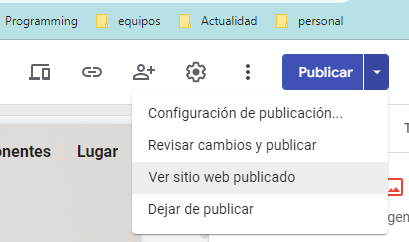 Programming equipos Actualidad personal
Publicar
Configuración de publicación...
Revisar cambios y publicar
Lugar
Ver sitio web publicado
Dejar de publicar